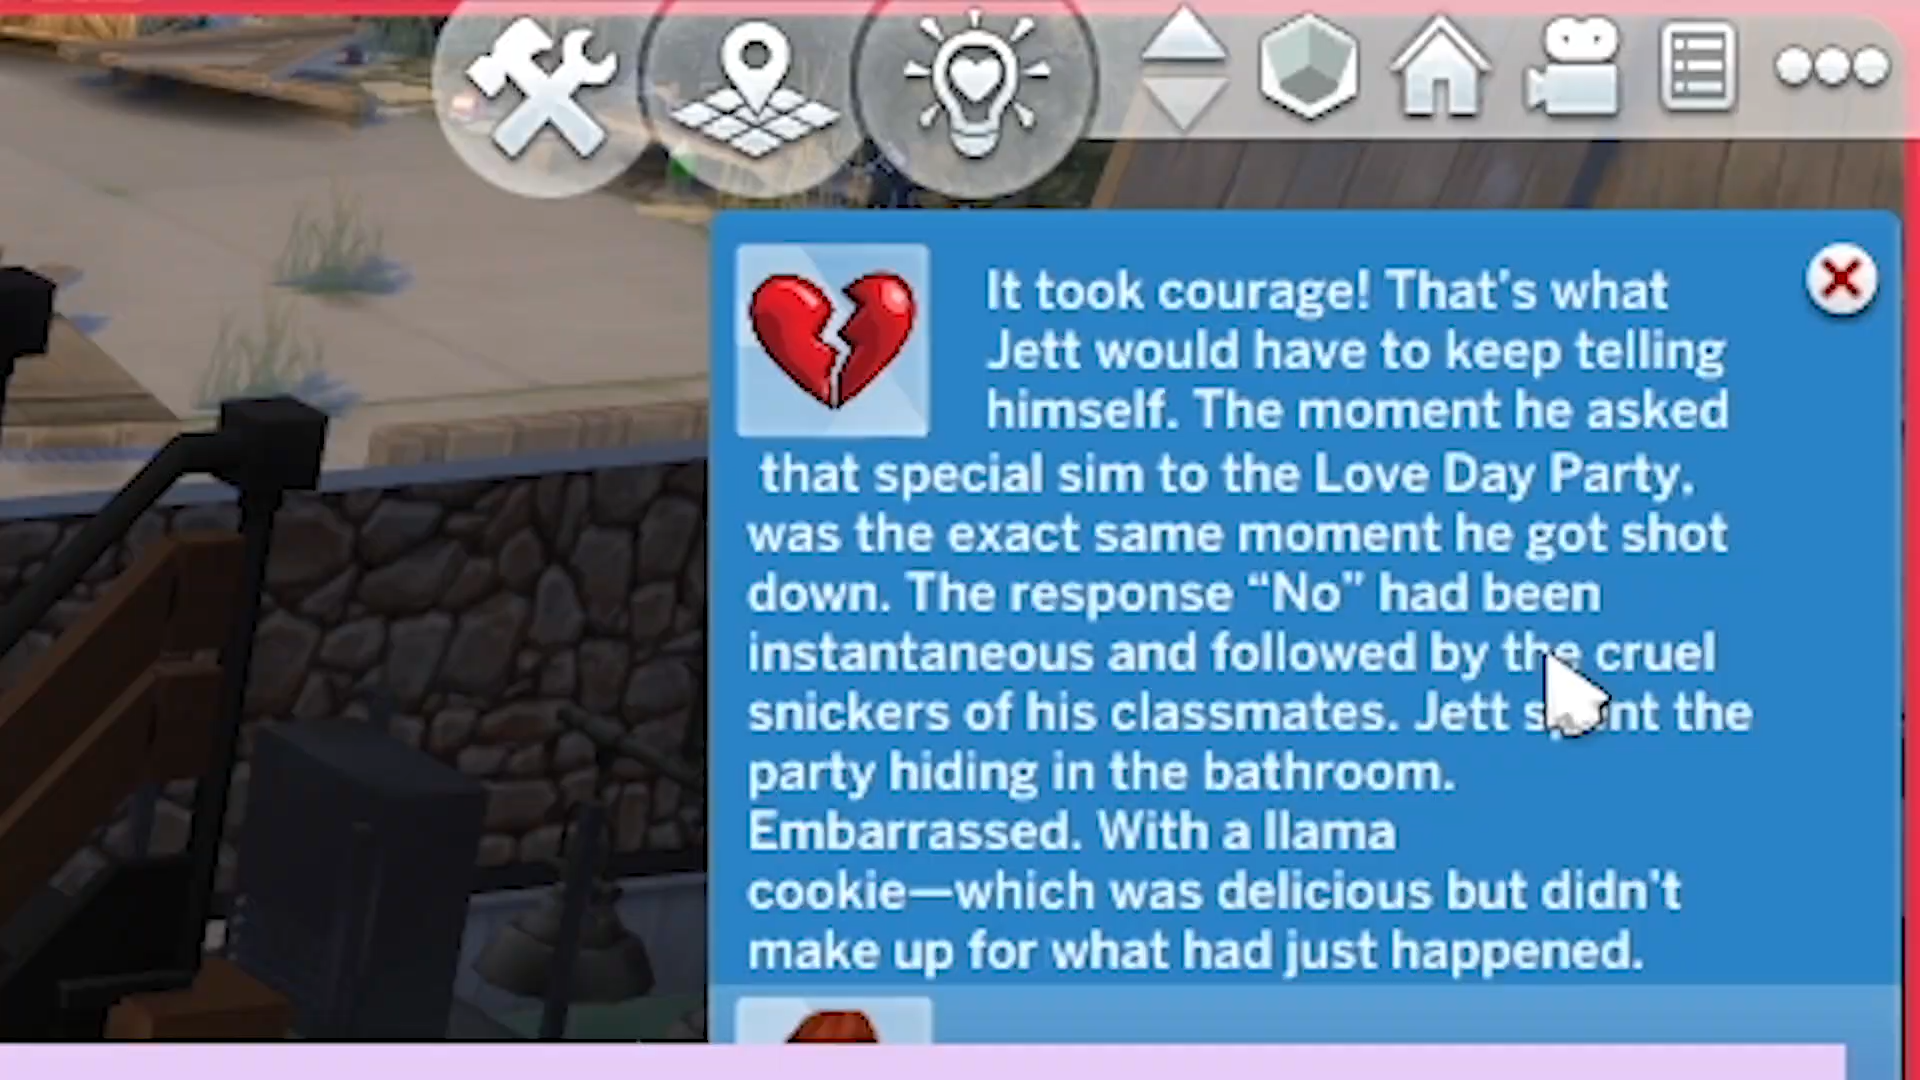 It took courage! That's what
Jett would have to keep telling
himself. The moment he asked
that special sim to the Love Day Party.
was the exact same moment he got shot
down. The response “No” had been
instantaneous and followed by the cruel
snickers of his classmates. Jett spent the
party hiding in the bathroom.
Embarrassed. With a llama
cookie—which was delicious but didn't
make up for what had just happened.